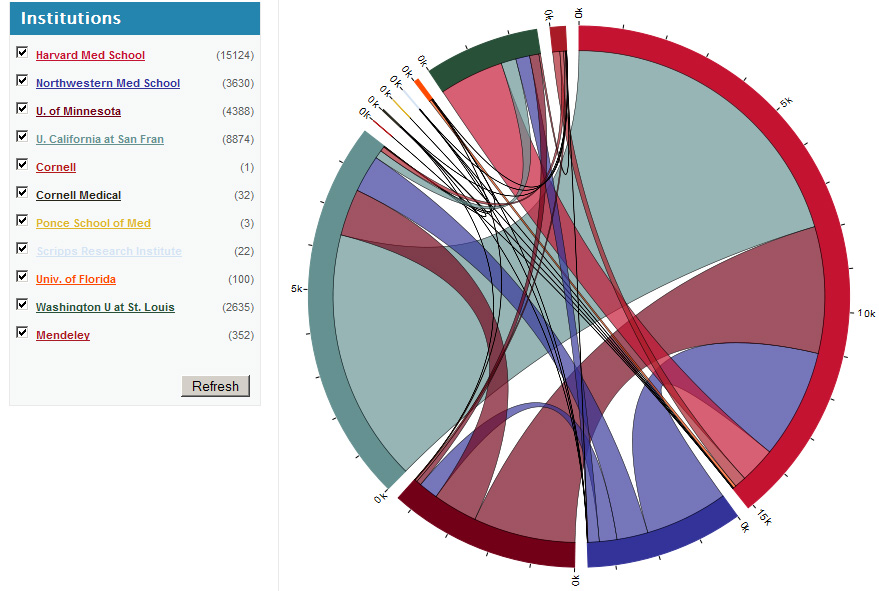 Institutions
Harvard Med School (15124)
Northwestern Med School (3630)
U. of Minnesota (4388)
U. California at San Fran (8874)
Cornell (1)
Cornell Medical (32)
Ponce School of Med (3)
Scripps Research Institute (22)
Univ. of Florida (100)
Washington U at St. Louis (2635)
Mendeley (352)
Refresh
0k
0k
5k
10k
15k
0k
0k
0k
5k
0k
0k
0k
0k
0k
0k